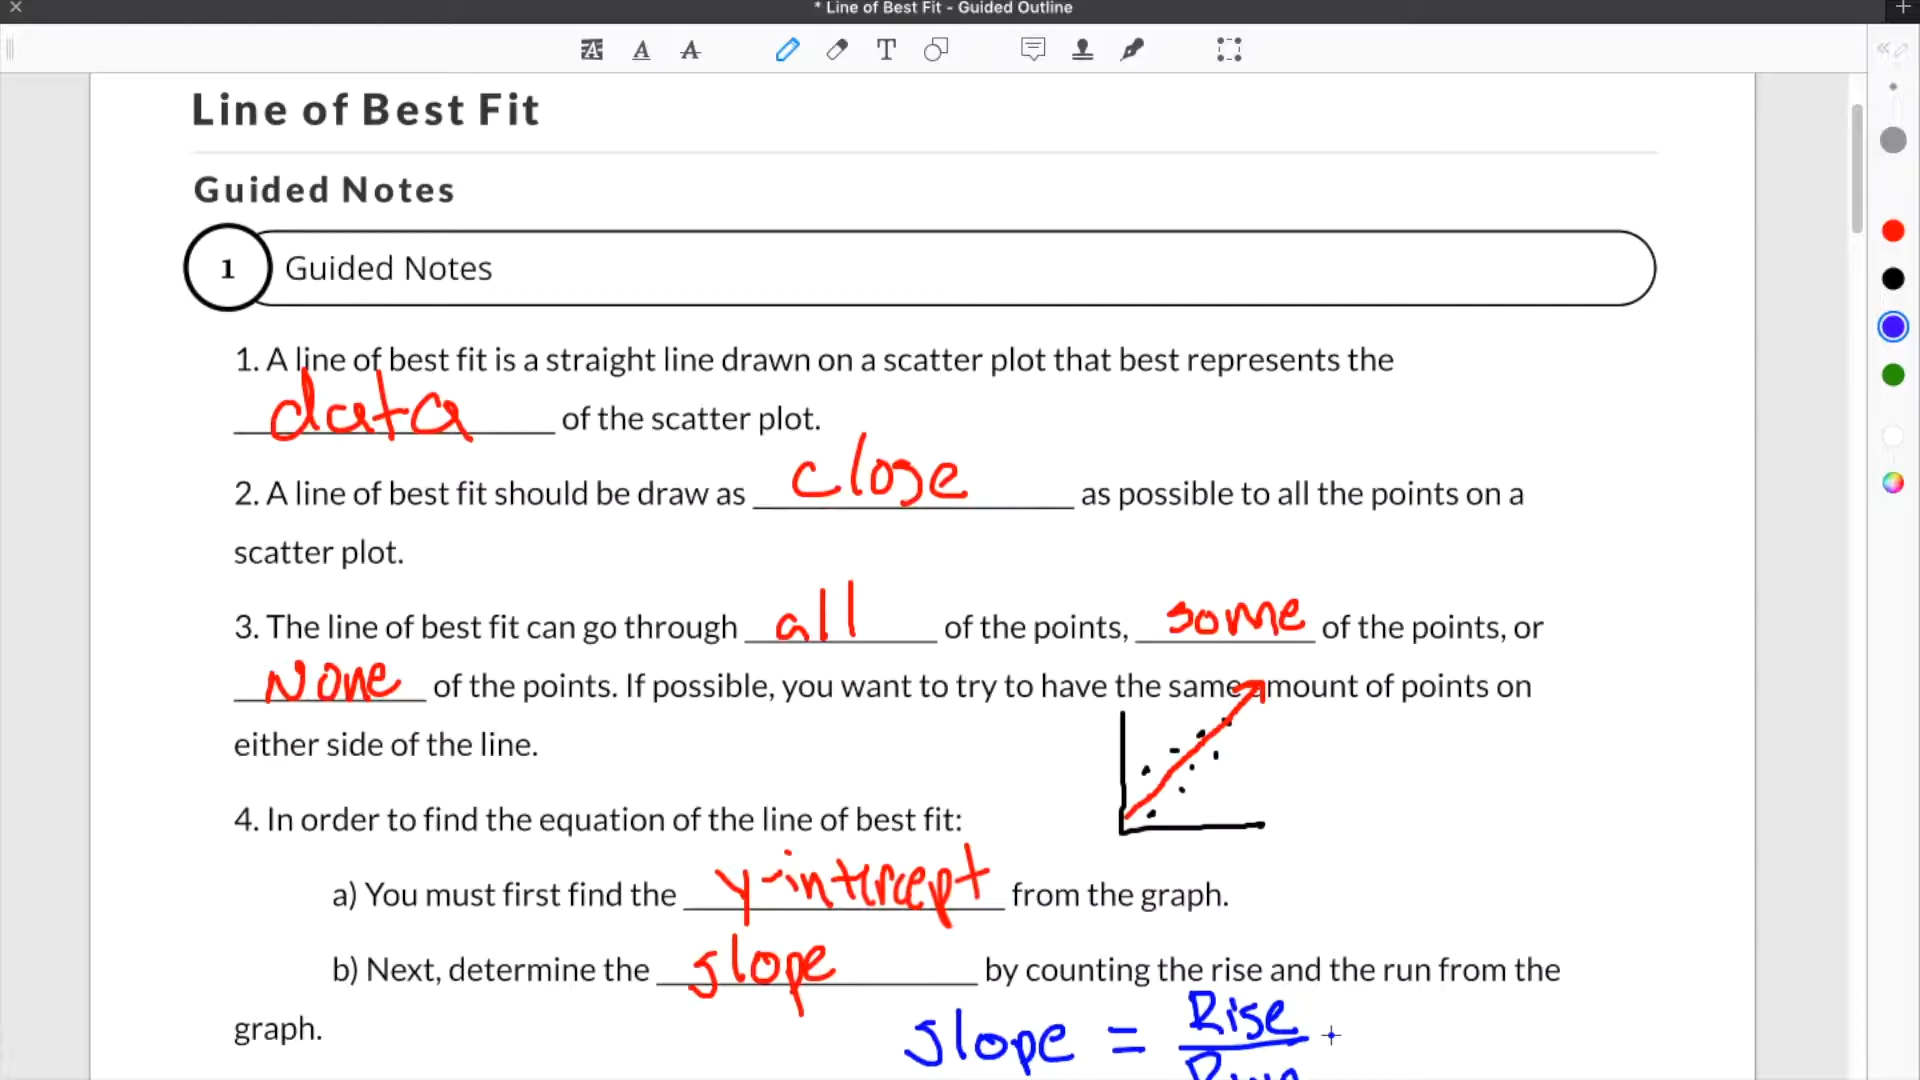 * Line of Best Fit - Guided Outline
Line of Best Fit
Guided Notes
1 Guided Notes
1. A line of best fit is a straight line drawn on a scatter plot that best represents the
data of the scatter plot.
2. A line of best fit should be draw as close as possible to all the points on a
scatter plot.
3. The line of best fit can go through all of the points, some of the points, or
None of the points. If possible, you want to try to have the same amount of points on
either side of the line.
4. In order to find the equation of the line of best fit:
a) You must first find the y-intercept from the graph.
b) Next, determine the slope by counting the rise and the run from the
graph.
slope = Rise
Run